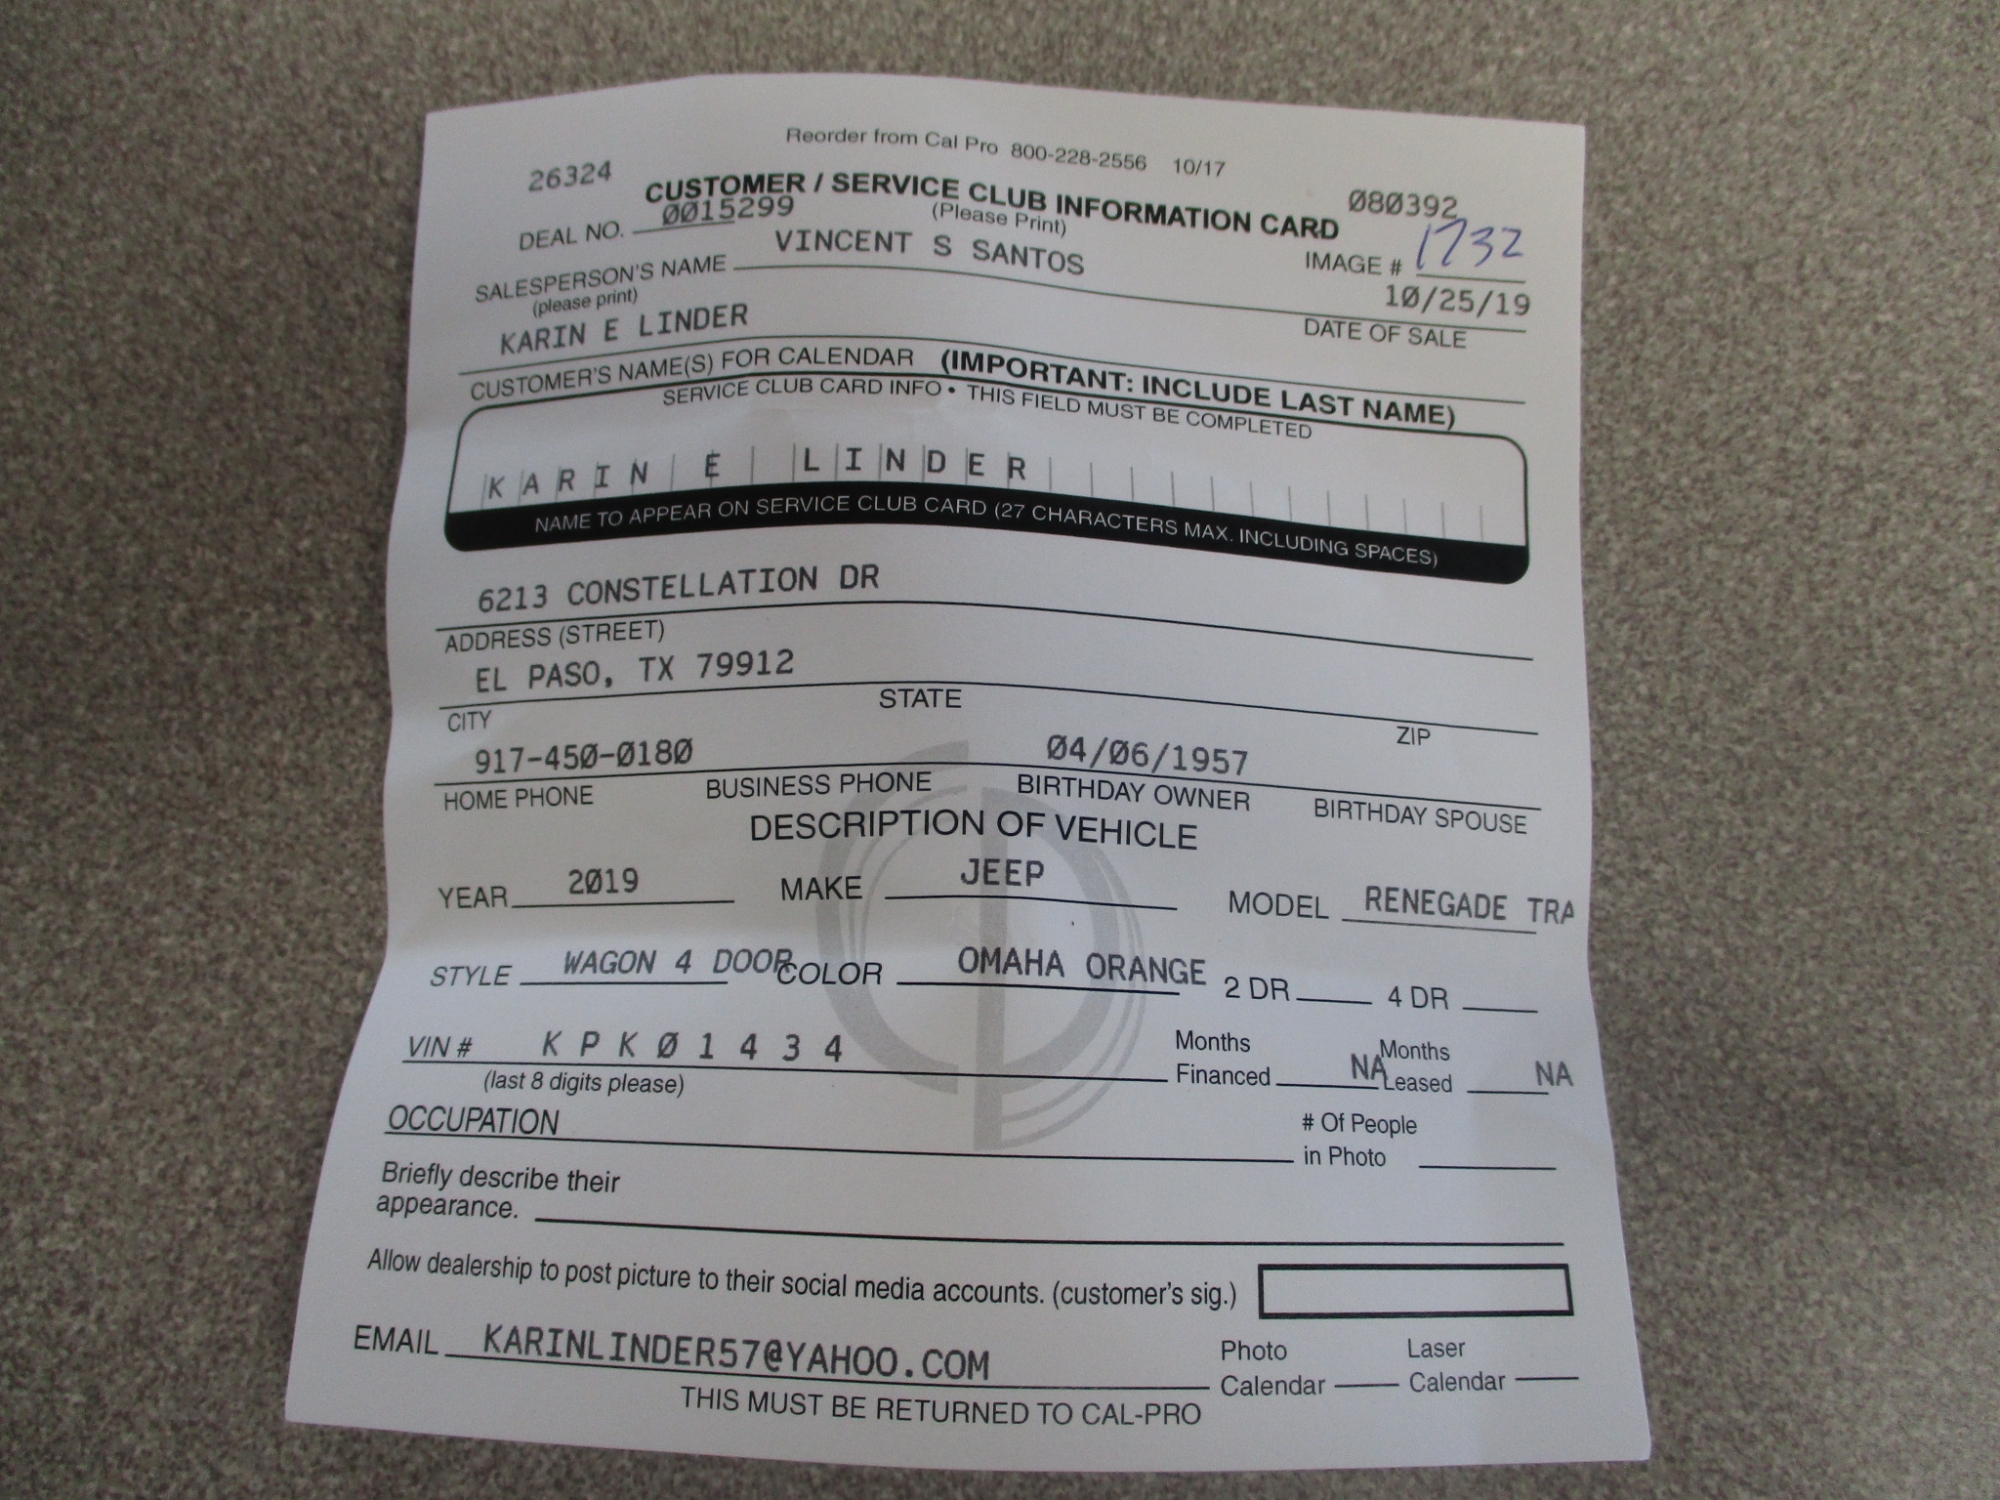 Reorder from Cal Pro 800-228-2556 10/17
26324 CUSTOMER / SERVICE CLUB INFORMATION CARD 080392
DEAL NO. 0015299 (Please Print) IMAGE # 1732
SALESPERSON'S NAME VINCENT S SANTOS 10/25/19
(please print) DATE OF SALE
KARIN E LINDER
CUSTOMER'S NAME(S) FOR CALENDAR (IMPORTANT: INCLUDE LAST NAME)
SERVICE CLUB CARD INFO • THIS FIELD MUST BE COMPLETED
KARIN E LINDER
NAME TO APPEAR ON SERVICE CLUB CARD (27 CHARACTERS MAX. INCLUDING SPACES)
6213 CONSTELLATION DR
ADDRESS (STREET)
EL PASO, TX 79912
CITY STATE ZIP
917-450-0180 04/06/1957
HOME PHONE BUSINESS PHONE BIRTHDAY OWNER BIRTHDAY SPOUSE
DESCRIPTION OF VEHICLE
YEAR 2019 MAKE JEEP MODEL RENEGADE TRA
STYLE WAGON 4 DOOR COLOR OMAHA ORANGE 2 DR 4 DR
VIN # KPK01434 Months Financed NA Months Leased NA
(last 8 digits please)
OCCUPATION # Of People in Photo
Briefly describe their
appearance.
Allow dealership to post picture to their social media accounts. (customer's sig.)
EMAIL KARINLINDER57@YAHOO.COM Photo Calendar Laser Calendar
THIS MUST BE RETURNED TO CAL-PRO